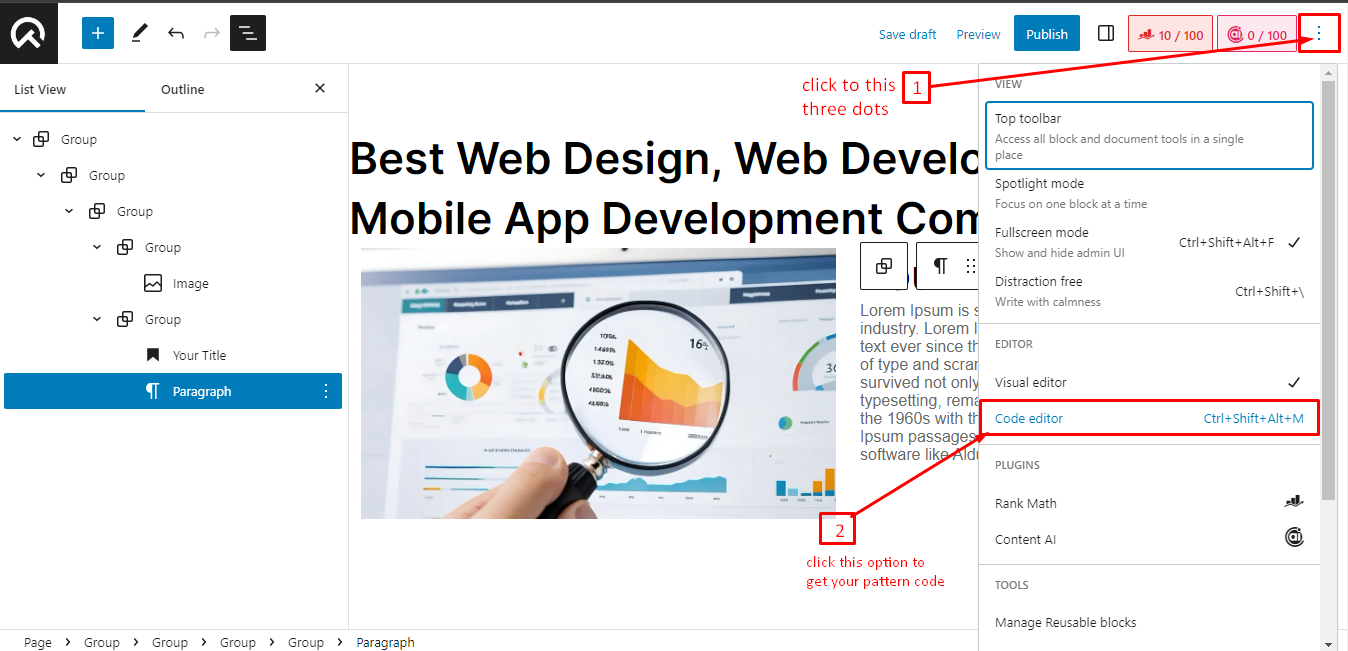 Save draft
Preview
Publish
10 / 100
0 / 100
List View
Outline
click to this
three dots
1
VIEW
Top toolbar
Access all block and document tools in a single
place
Spotlight mode
Focus on one block at a time
Fullscreen mode
Show and hide admin UI
Ctrl+Shift+Alt+F
Distraction free
Write with calmness
Ctrl+Shift+\
EDITOR
Visual editor
Code editor
Ctrl+Shift+Alt+M
PLUGINS
Rank Math
Content AI
TOOLS
Manage Reusable blocks
Group
Group
Group
Group
Image
Group
Your Title
Paragraph
Best Web Design, Web Develo
Mobile App Development Com
16%
Lorem Ipsum is s
industry. Lorem I
text ever since th
of type and scram
survived not only
typesetting, rema
the 1960s with th
Ipsum passages
software like Aldu
2
click this option to
get your pattern code
Page
Group
Group
Group
Group
Paragraph